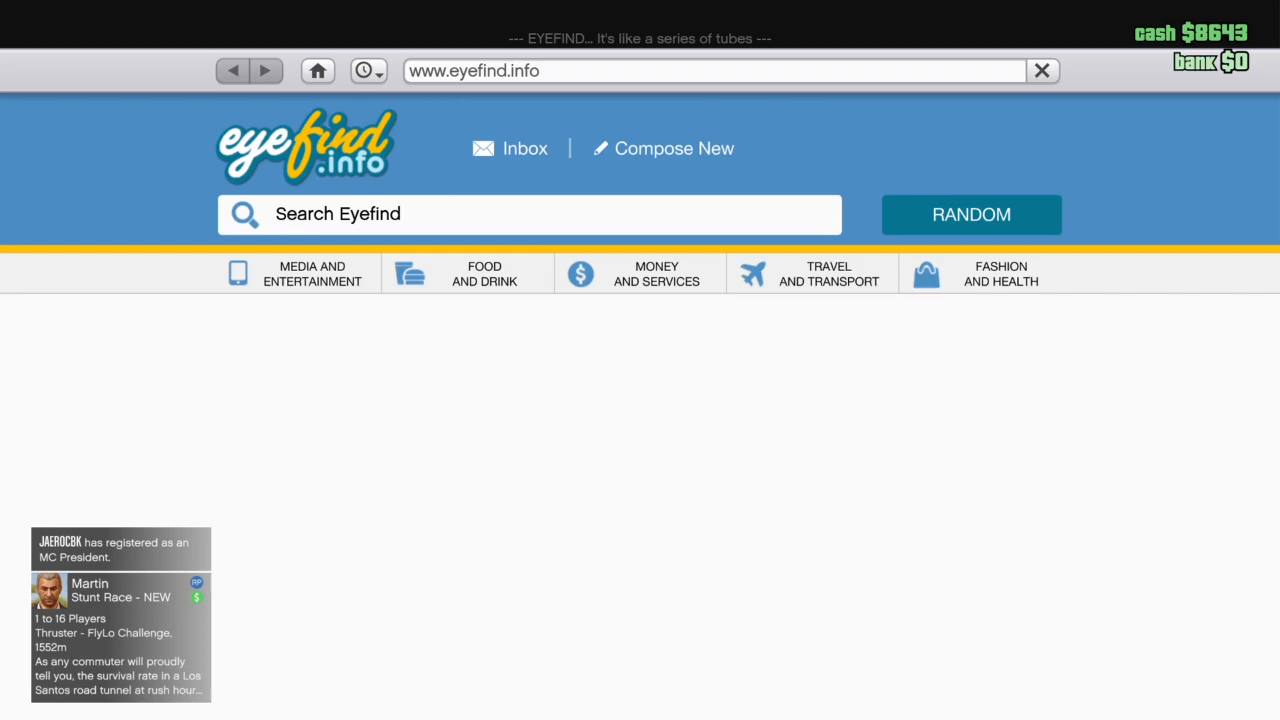 --- EYEFIND... It's like a series of tubes ---
cash $8643
bank $0
www.eyefind.info
eyefind
.info
Inbox
Compose New
Search Eyefind
RANDOM
MEDIA AND
ENTERTAINMENT
FOOD
AND DRINK
MONEY
AND SERVICES
TRAVEL
AND TRANSPORT
FASHION
AND HEALTH
JAEROCBK has registered as an
MC President.
Martin
RP
Stunt Race - NEW
$
1 to 16 Players
Thruster - FlyLo Challenge,
1552m
As any commuter will proudly
tell you, the survival rate in a Los
Santos road tunnel at rush hour...